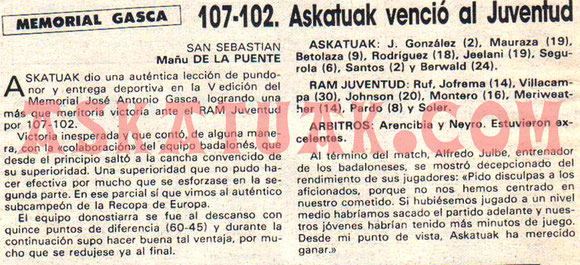 MEMORIAL GASCA
107-102. Askatuak venció al Juventud
SAN SEBASTIAN
Mañu DE LA PUENTE
ASKATUAK dio una auténtica lección de pundo-
nor y entrega deportiva en la V edición del
Memorial José Antonio Gasca, logrando una
más que meritoria victoria ante el RAM Juventud
por 107-102.
Victoria inesperada que contó, de alguna mane-
ra, con la «colaboración» del equipo badalonés, que
desde el principio saltó a la cancha convencido de
su superioridad. Una superioridad que no pudo ha-
cer efectiva por mucho que se esforzase en la se-
gunda parte. En ese parcial sí que vimos al auténtico
subcampeón de la Recopa de Europa.
El equipo donostiarra se fue al descanso con
quince puntos de diferencia (60-45) y durante la
continuación supo hacer buena tal ventaja, por mu-
cho que se redujese ya al final.
ASKATUAK: J. González (2), Mauraza (19),
Betolaza (9), Rodríguez (18), Jeelani (19), Segu-
rola (6), Santos (2) y Berwald (24).
RAM JUVENTUD: Ruf, Jofresa (14), Villacam-
pa (30), Johnson (20), Montero (16), Meriweat-
her (14), Pardo (8) y Soler.
ARBITROS: Arencibia y Neyro. Estuvieron ex-
celentes.
Al término del match, Alfredo Julbe, entrenador
de los badaloneses, se mostró decepcionado del
rendimiento de sus jugadores: «Pido disculpas a los
aficionados, porque no nos hemos centrado en
nuestro cometido. Si hubiésemos jugado a un nivel
medio habríamos sacado el partido adelante y nues-
tros jóvenes habrían tenido más minutos de juego.
Desde mi punto de vista, Askatuak ha merecido
ganar.»
ASKATUAK.COM